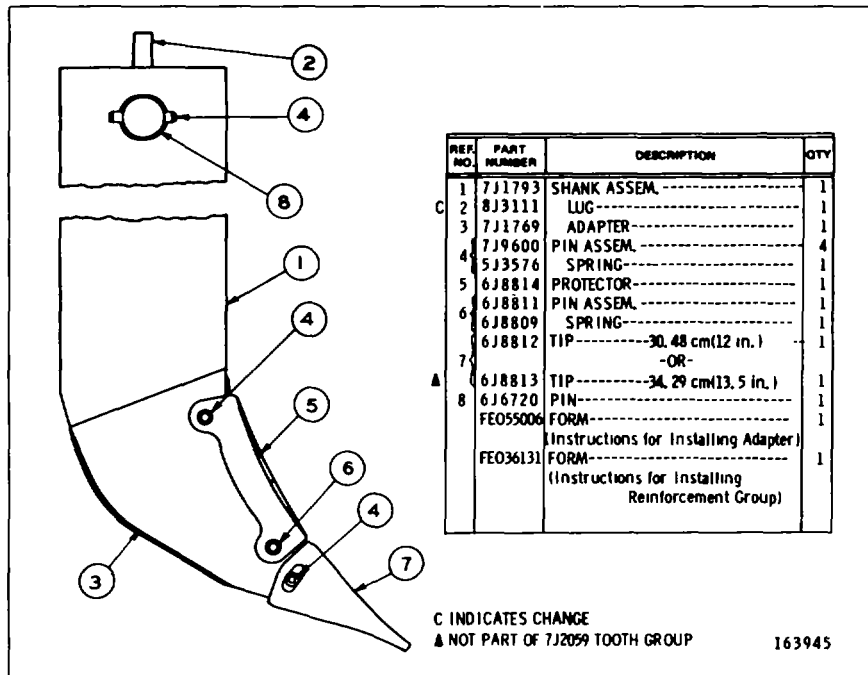 2
4
8
1
4
5
6
4
7
3
REF. NO. PART NUMBER DESCRIPTION QTY
1 7J1793 SHANK ASSEM. 1
C 2 8J3111 LUG 1
3 7J1769 ADAPTER 1
4 7J9600 PIN ASSEM. 4
5J3576 SPRING 1
5 6J8814 PROTECTOR 1
6 6J8811 PIN ASSEM. 1
6J8809 SPRING 1
7 6J8812 TIP 30.48 cm(12 in.) 1
-OR-
▲ 6J8813 TIP 34.29 cm(13.5 in.) 1
8 6J6720 PIN 1
FEO55006 FORM 1
(Instructions for Installing Adapter)
FEO36131 FORM 1
(Instructions for Installing
Reinforcement Group)
C INDICATES CHANGE
▲ NOT PART OF 7J2059 TOOTH GROUP
163945